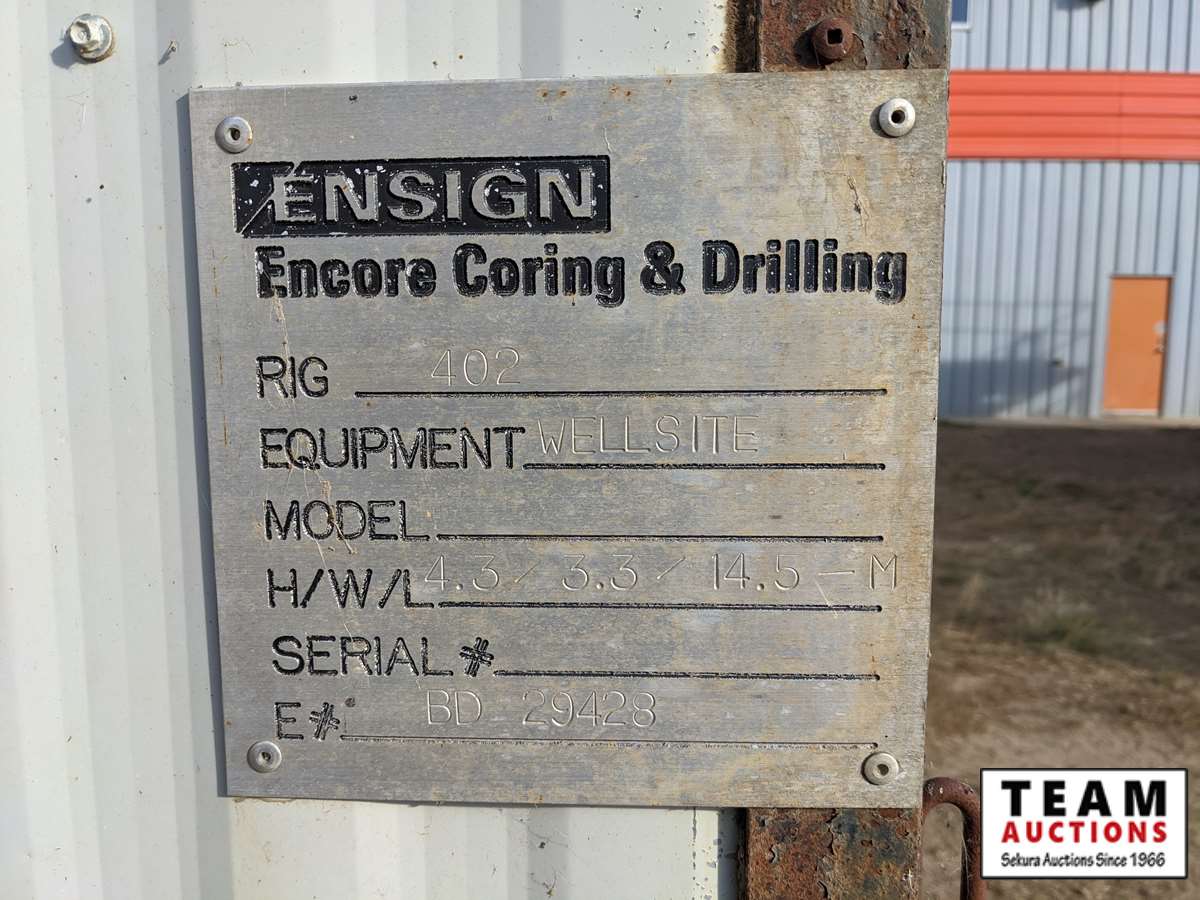 ENSIGN
Encore Coring & Drilling
RIG 402
EQUIPMENT WELLSITE
MODEL
H/W/L 4.3 / 3.3 / 14.5 - M
SERIAL #
E#. BD 29428
TEAM
AUCTIONS
Sekura Auctions Since 1966